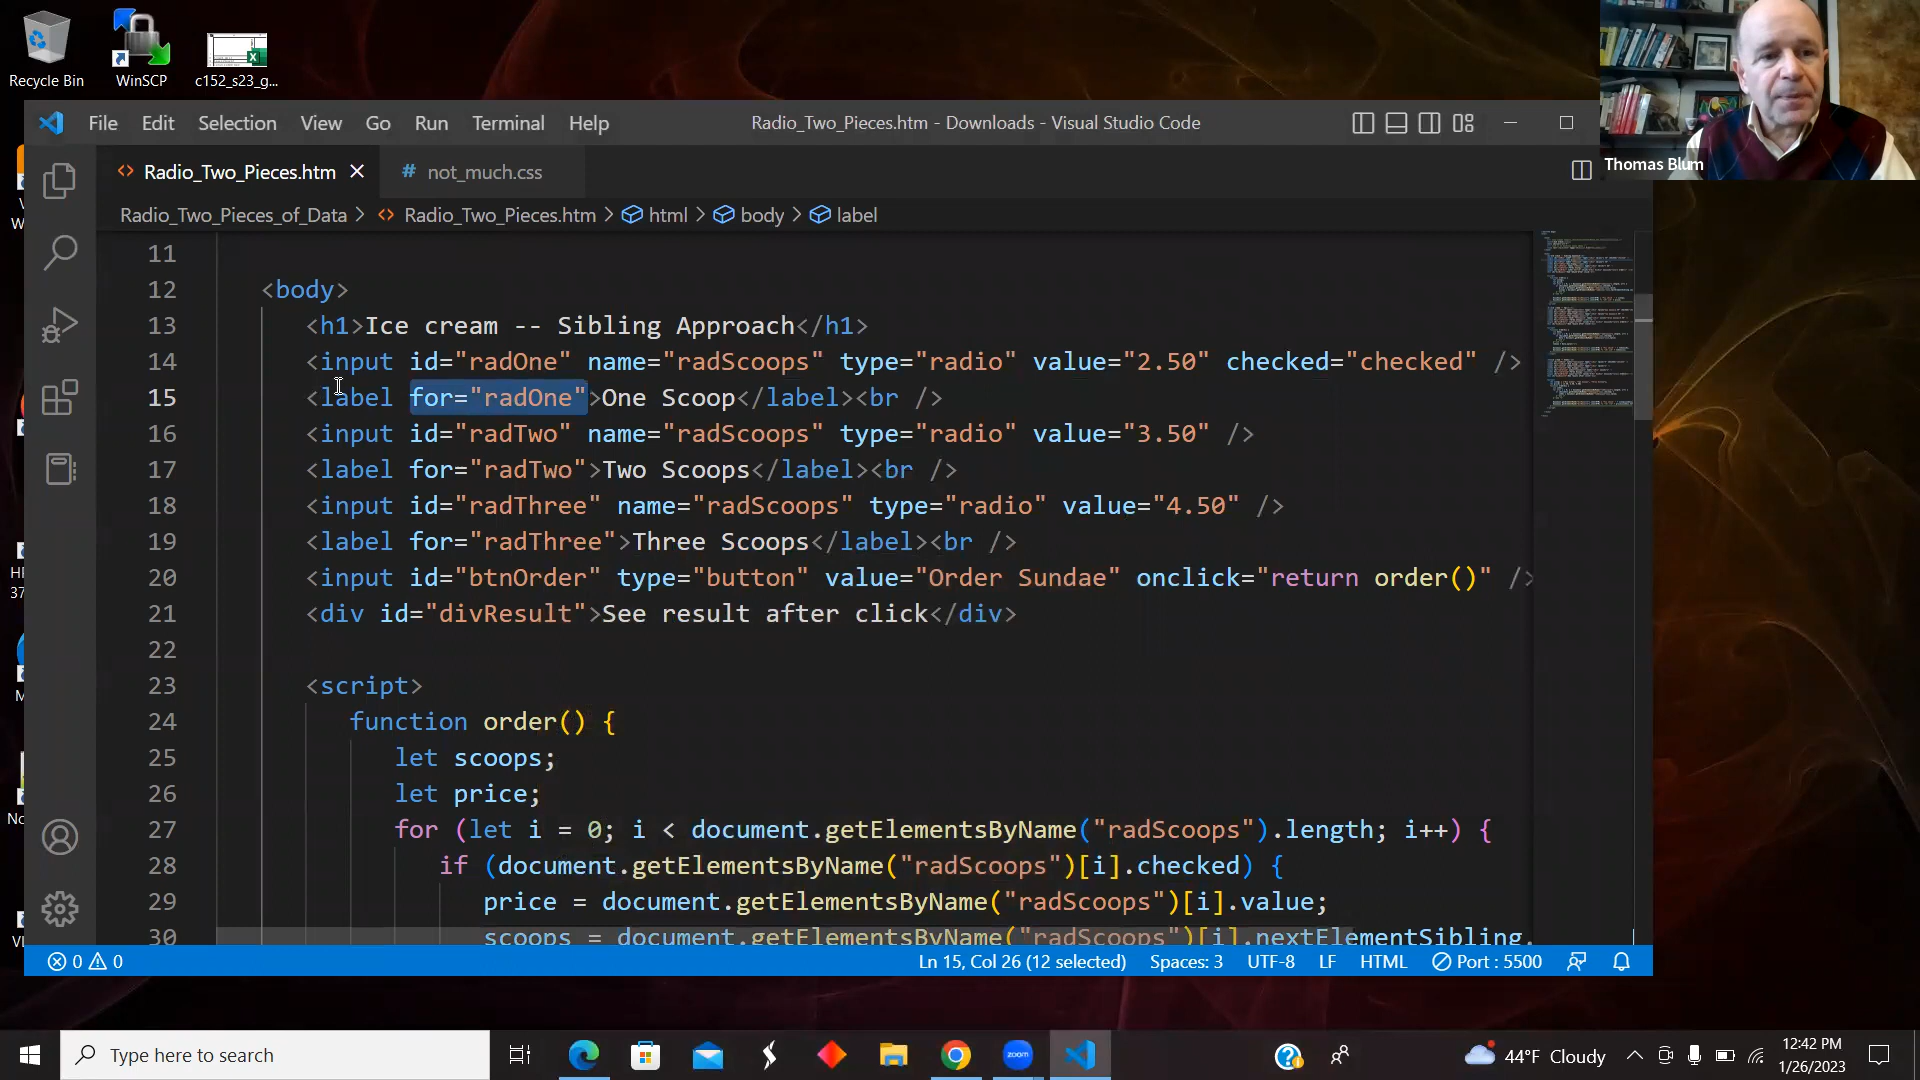 Recycle Bin
WinSCP
c152_s23_g...
File Edit Selection View Go Run Terminal Help
Radio_Two_Pieces.htm - Downloads - Visual Studio Code
Thomas Blum
Radio_Two_Pieces.htm
# not_much.css
Radio_Two_Pieces_of_Data > Radio_Two_Pieces.htm > html > body > label
11
12 <body>
13 <h1>Ice cream -- Sibling Approach</h1>
14 <input id="radOne" name="radScoops" type="radio" value="2.50" checked="checked" />
15 <label for="radOne">One Scoop</label><br />
16 <input id="radTwo" name="radScoops" type="radio" value="3.50" />
17 <label for="radTwo">Two Scoops</label><br />
18 <input id="radThree" name="radScoops" type="radio" value="4.50" />
19 <label for="radThree">Three Scoops</label><br />
20 <input id="btnOrder" type="button" value="Order Sundae" onclick="return order()" />
21 <div id="divResult">See result after click</div>
22
23 <script>
24 function order() {
25 let scoops;
26 let price;
27 for (let i = 0; i < document.getElementsByName("radScoops").length; i++) {
28 if (document.getElementsByName("radScoops")[i].checked) {
29 price = document.getElementsByName("radScoops")[i].value;
30 scoops = document.getElementsByName("radScoops")[i].nextElementSibling.
0 0
Ln 15, Col 26 (12 selected) Spaces: 3 UTF-8 LF HTML Port : 5500
Type here to search
zoom
44°F Cloudy
12:42 PM
1/26/2023